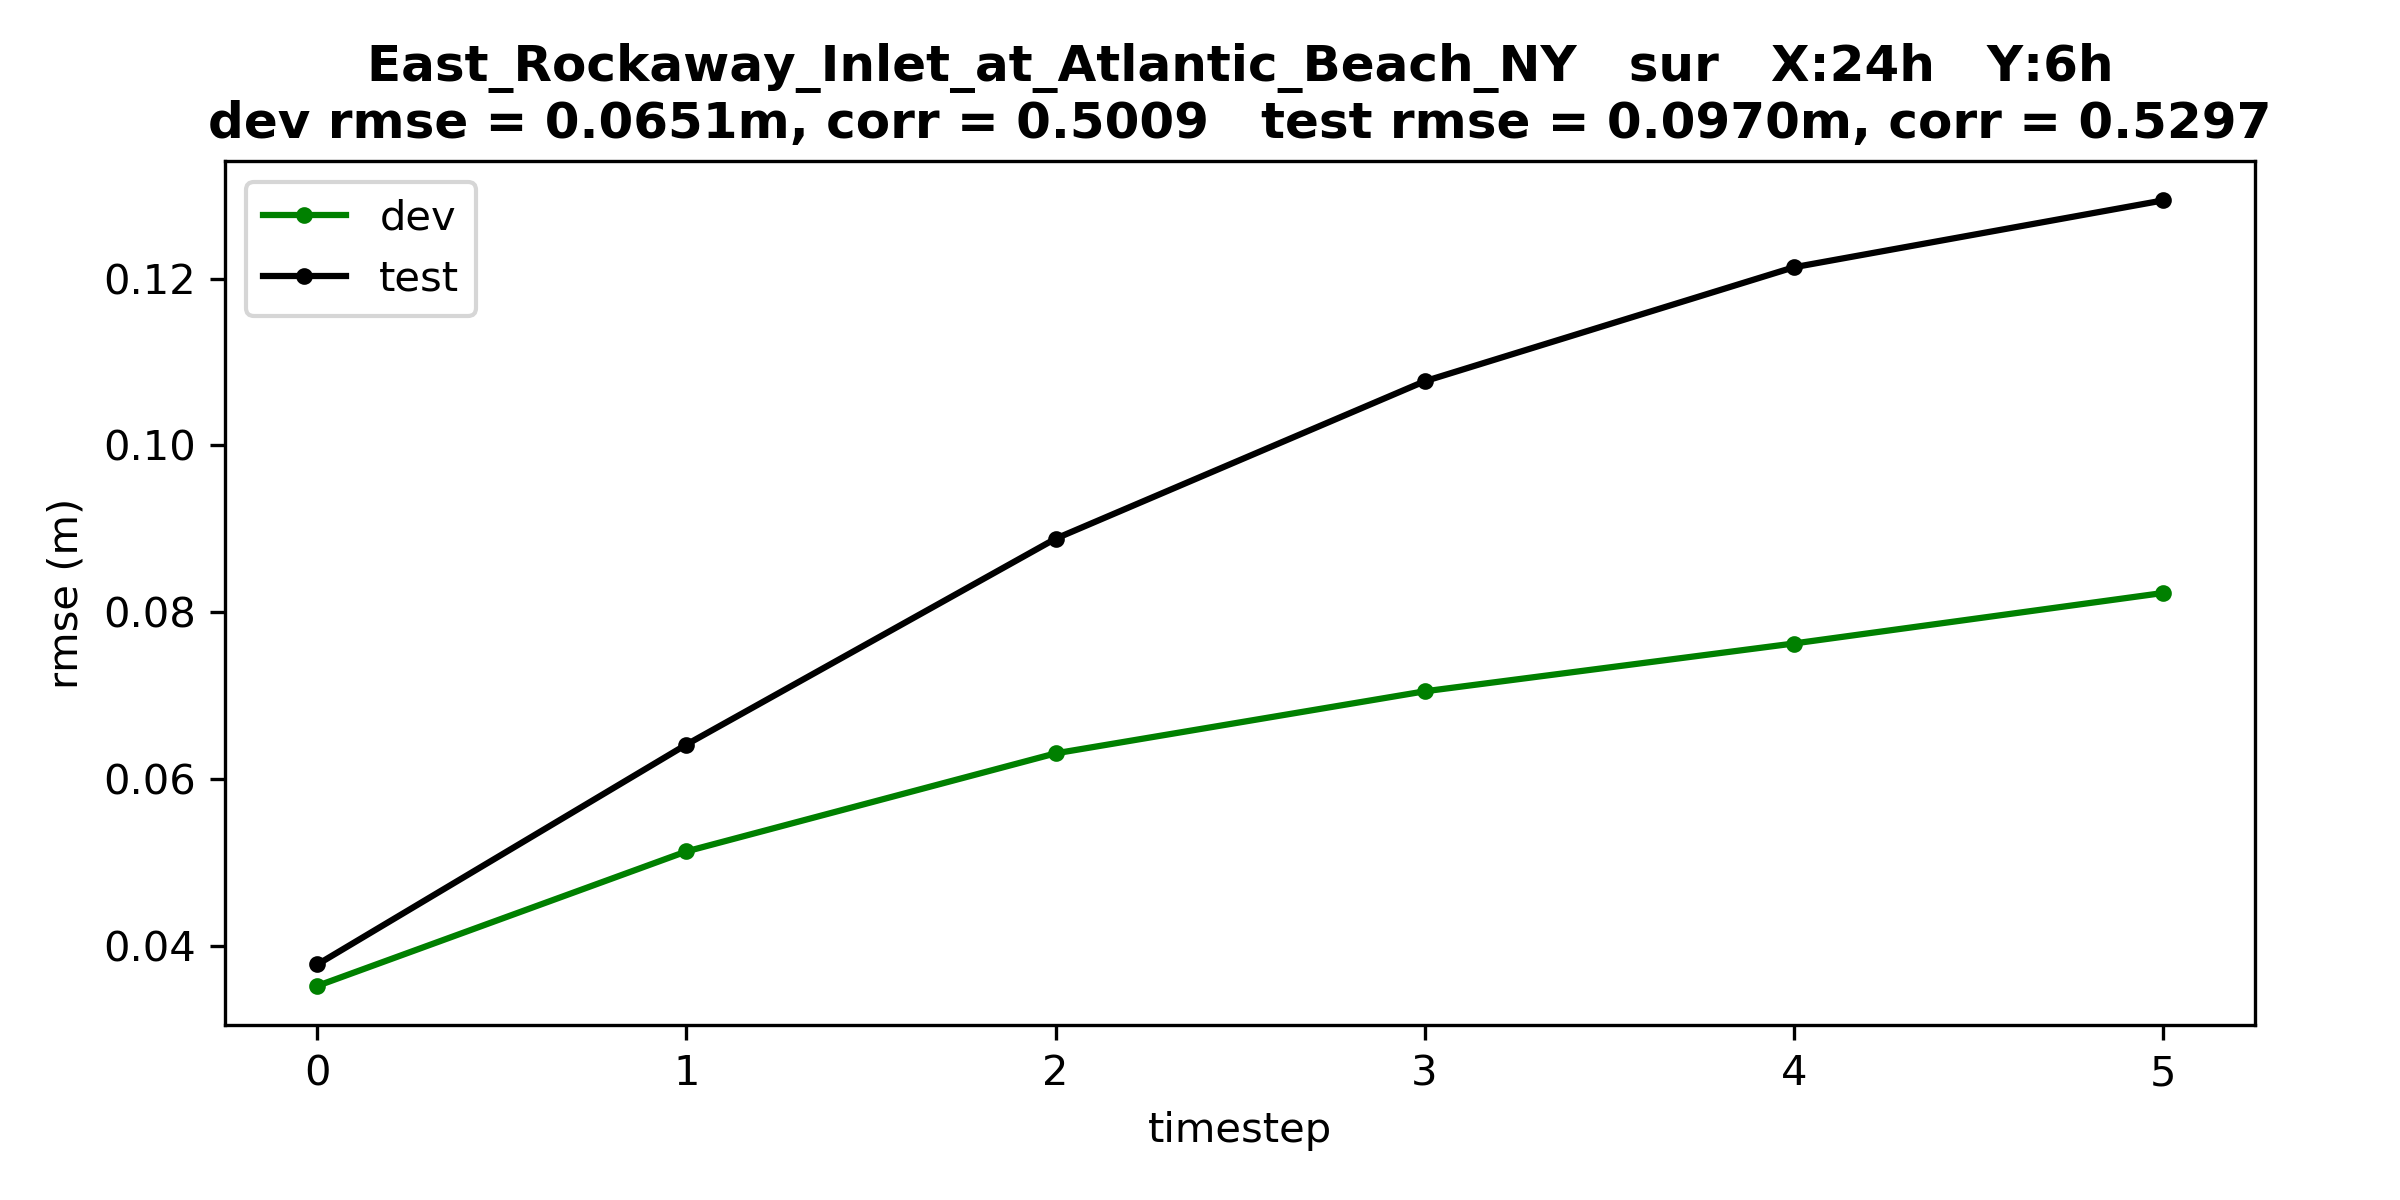 East_Rockaway_Inlet_at_Atlantic_Beach_NY   sur   X:24h   Y:6h
dev rmse = 0.0651m, corr = 0.5009   test rmse = 0.0970m, corr = 0.5297
dev
test
0.12
0.10
0.08
0.06
0.04
rmse (m)
0 1 2 3 4 5
timestep